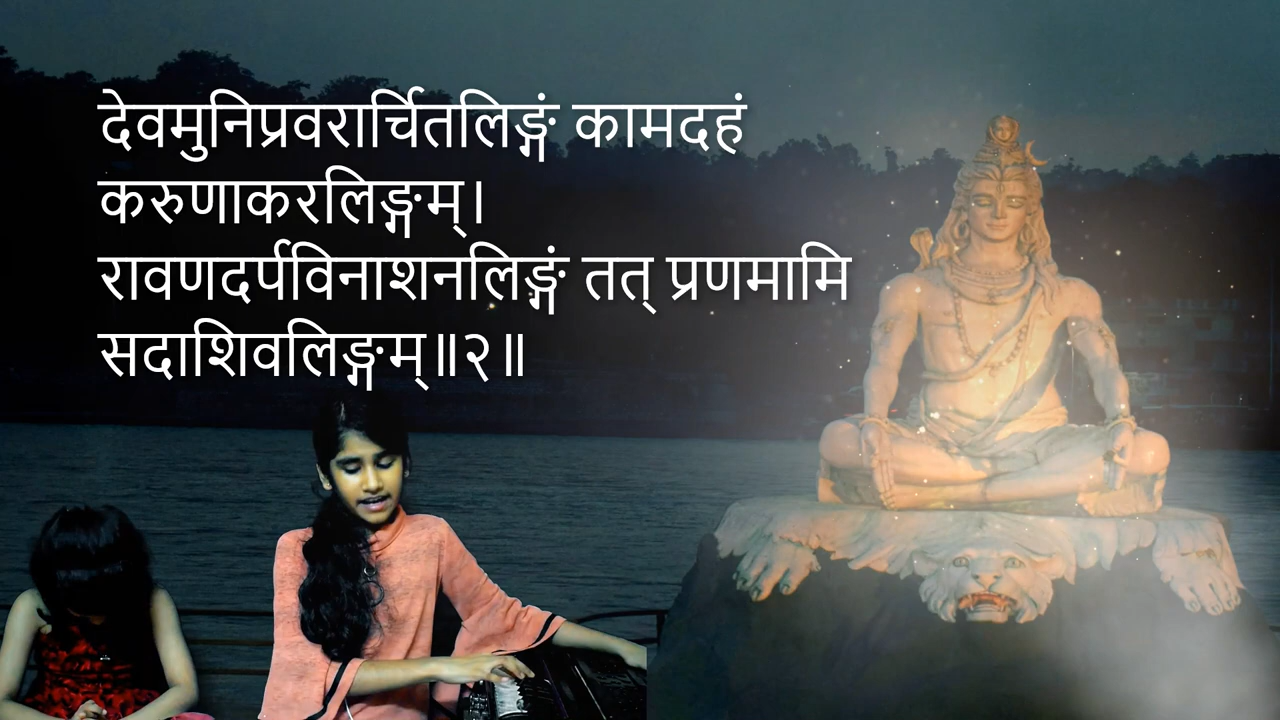 देवमुनिप्रवरार्चितलिङ्गं कामदहं
करुणाकरलिङ्गम्।
रावणदर्पविनाशनलिङ्गं तत् प्रणमामि
सदाशिवलिङ्गम्॥२॥